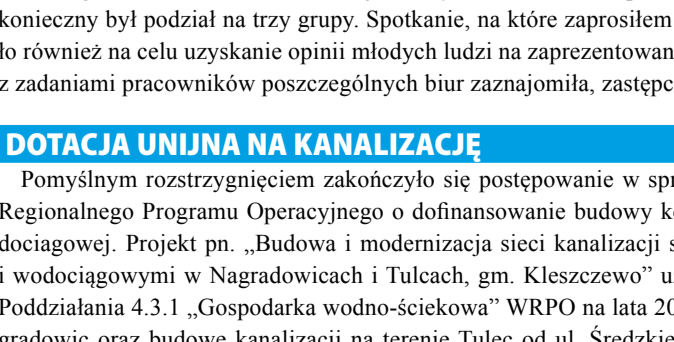 konieczny był podział na trzy grupy. Spotkanie, na które zaprosiłem
ło również na celu uzyskanie opinii młodych ludzi na zaprezentowan
z zadaniami pracowników poszczególnych biur zaznajomiła, zastępc
DOTACJA UNIJNA NA KANALIZACJĘ
Pomyślnym rozstrzygnięciem zakończyło się postępowanie w spr
Regionalnego Programu Operacyjnego o dofinansowanie budowy k
dociagowej. Projekt pn. „Budowa i modernizacja sieci kanalizacji s
i wodociągowymi w Nagradowicach i Tulcach, gm. Kleszczewo” u
Poddziałania 4.3.1 „Gospodarka wodno-ściekowa” WRPO na lata 20
gradowic oraz budowę kanalizacji na terenie Tulec od ul. Średzkie